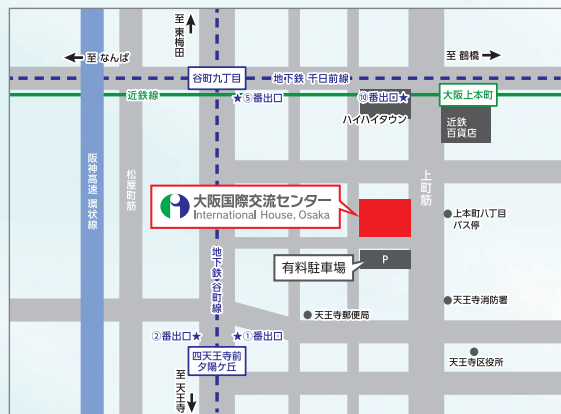 至 東梅田
至 なんば
至 鶴橋
谷町九丁目
地下鉄 千日前線
近鉄線
★⑤番出口
⑩番出口★
大阪上本町
ハイハイタウン
近鉄
百貨店
阪神高速 環状線
松屋町筋
上町筋
大阪国際交流センター
International House, Osaka
上本町八丁目
バス停
地下鉄 谷町線
有料駐車場
P
天王寺消防署
天王寺郵便局
②番出口★
★①番出口
四天王寺前
夕陽ケ丘
天王寺区役所
至 天王寺